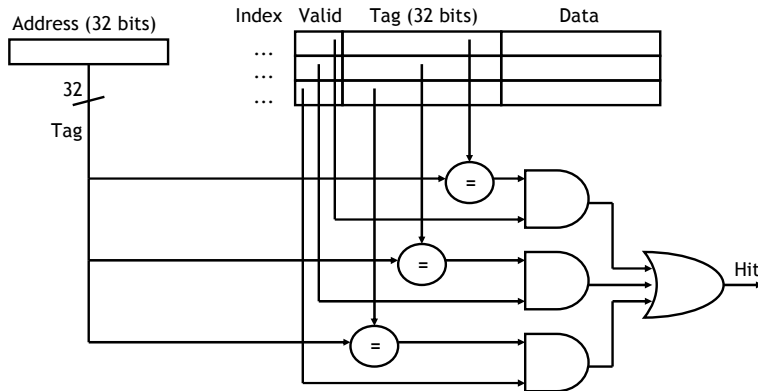 Address (32 bits)
Index Valid Tag (32 bits) Data
...
...
...
32
Tag
=
=
=
Hit